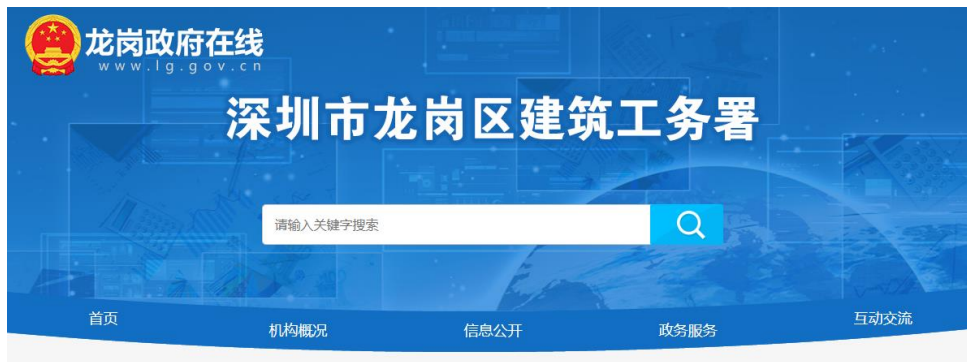 龙岗政府在线
www.lg.gov.cn
深圳市龙岗区建筑工务署
请输入关键字搜索
首页 机构概况 信息公开 政务服务 互动交流